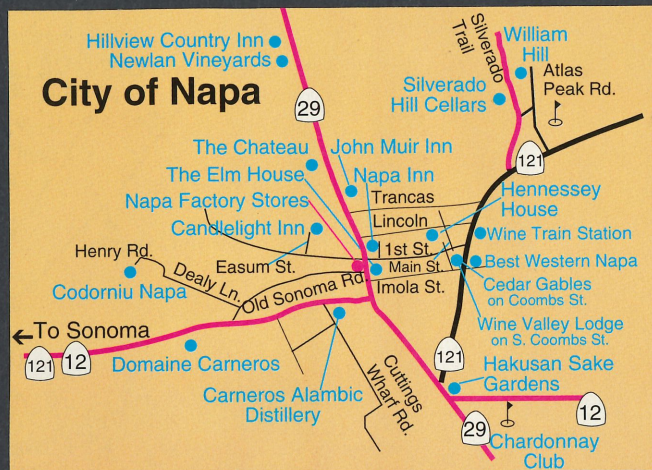 Hillview Country Inn
Newlan Vineyards
City of Napa
29
Silverado
Trail
William
Hill
Atlas
Peak Rd.
Silverado
Hill Cellars
121
The Chateau
John Muir Inn
The Elm House
Napa Inn
Napa Factory Stores
Trancas
Hennessey
House
Candlelight Inn
Lincoln
Wine Train Station
1st St.
Henry Rd.
Easum St.
Main St.
Best Western Napa
Codorniu Napa
Dealy Ln.
Old Sonoma Rd.
Imola St.
Cedar Gables
on Coombs St.
To Sonoma
Wine Valley Lodge
on S. Coombs St.
121
12
Domaine Carneros
121
Carneros Alambic
Distillery
Cuttings
Wharf Rd.
Hakusan Sake
Gardens
12
29
Chardonnay
Club